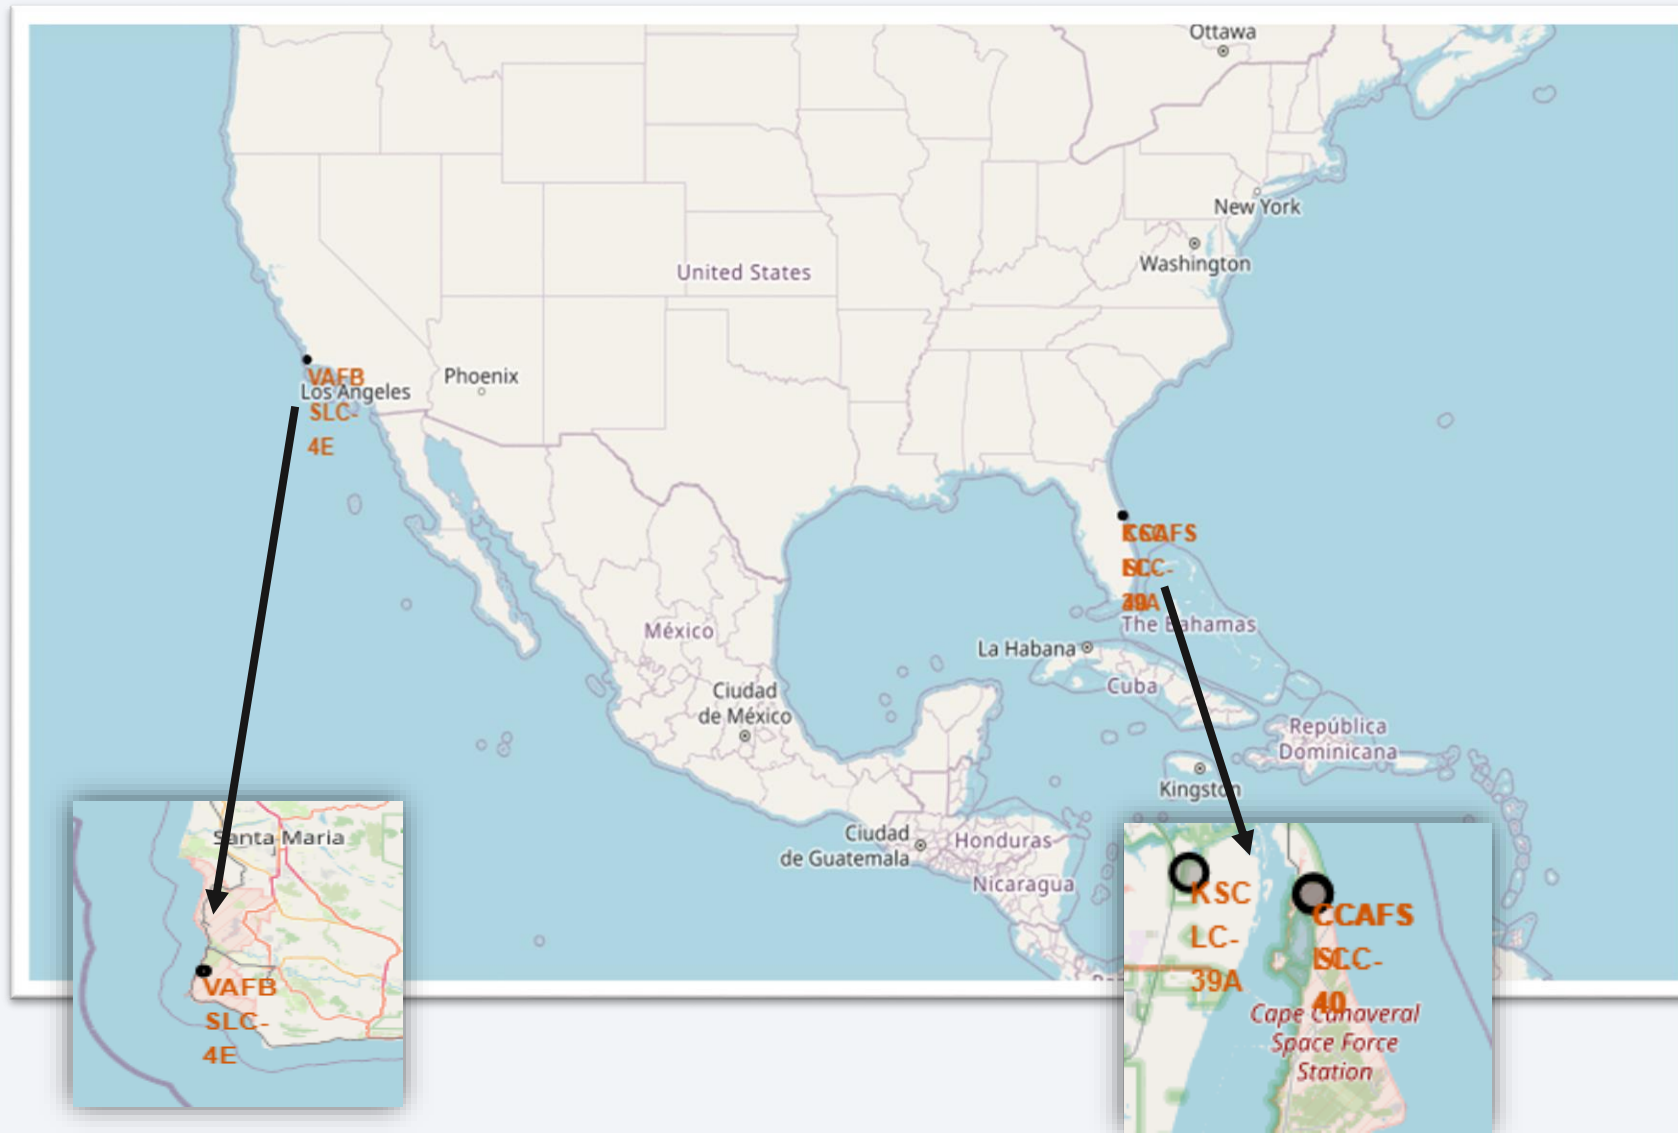 Ottawa
New York
Washington
United States
VAFB
Los Angeles
SLC-
4E
Phoenix
CCAFS
The Bahamas
La Habana
México
Cuba
Ciudad
de México
República
Dominicana
Kingston
Ciudad
de Guatemala
Honduras
Nicaragua
Santa Maria
VAFB
SLC-
4E
KSC
LC-
39A
CCAFS
SLC-
40
Cape Canaveral
Space Force
Station